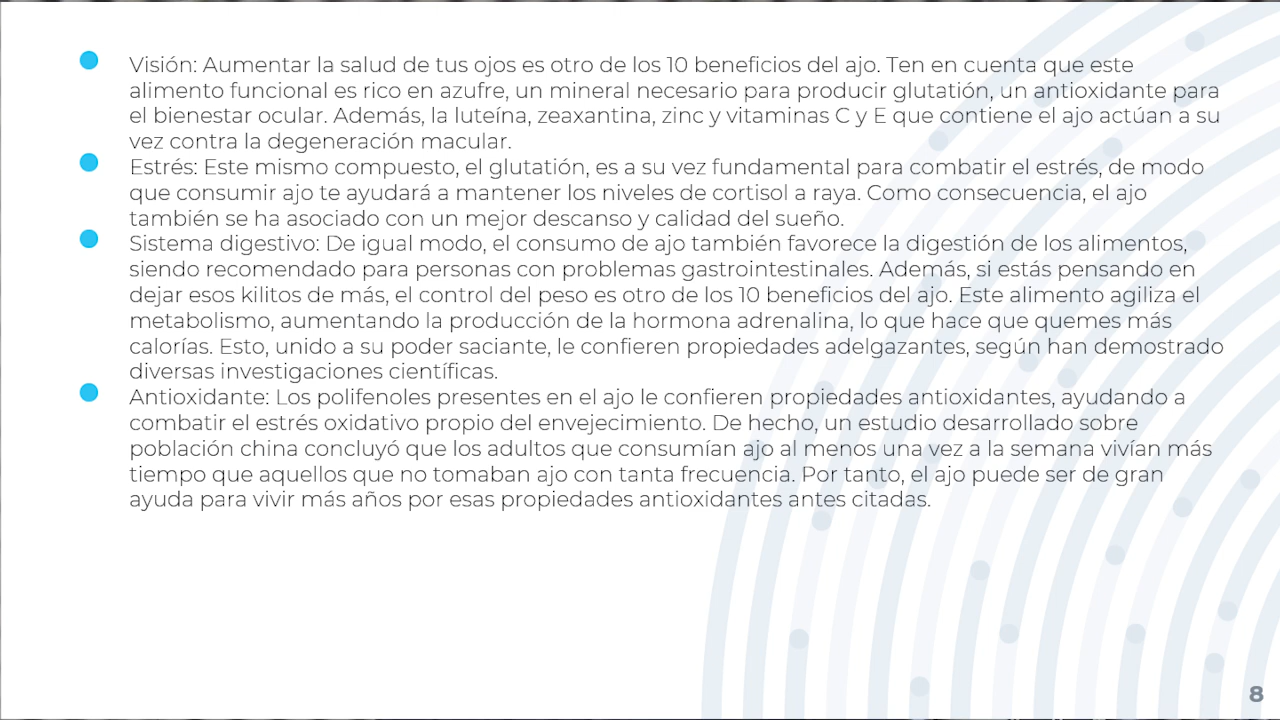 Visión: Aumentar la salud de tus ojos es otro de los 10 beneficios del ajo. Ten en cuenta que este
alimento funcional es rico en azufre, un mineral necesario para producir glutatión, un antioxidante para
el bienestar ocular. Además, la luteína, zeaxantina, zinc y vitaminas C y E que contiene el ajo actúan a su
vez contra la degeneración macular.
Estrés: Este mismo compuesto, el glutatión, es a su vez fundamental para combatir el estrés, de modo
que consumir ajo te ayudará a mantener los niveles de cortisol a raya. Como consecuencia, el ajo
también se ha asociado con un mejor descanso y calidad del sueño.
Sistema digestivo: De igual modo, el consumo de ajo también favorece la digestión de los alimentos,
siendo recomendado para personas con problemas gastrointestinales. Además, si estás pensando en
dejar esos kilitos de más, el control del peso es otro de los 10 beneficios del ajo. Este alimento agiliza el
metabolismo, aumentando la producción de la hormona adrenalina, lo que hace que quemes más
calorías. Esto, unido a su poder saciante, le confieren propiedades adelgazantes, según han demostrado
diversas investigaciones científicas.
Antioxidante: Los polifenoles presentes en el ajo le confieren propiedades antioxidantes, ayudando a
combatir el estrés oxidativo propio del envejecimiento. De hecho, un estudio desarrollado sobre
población china concluyó que los adultos que consumían ajo al menos una vez a la semana vivían más
tiempo que aquellos que no tomaban ajo con tanta frecuencia. Por tanto, el ajo puede ser de gran
ayuda para vivir más años por esas propiedades antioxidantes antes citadas.
8